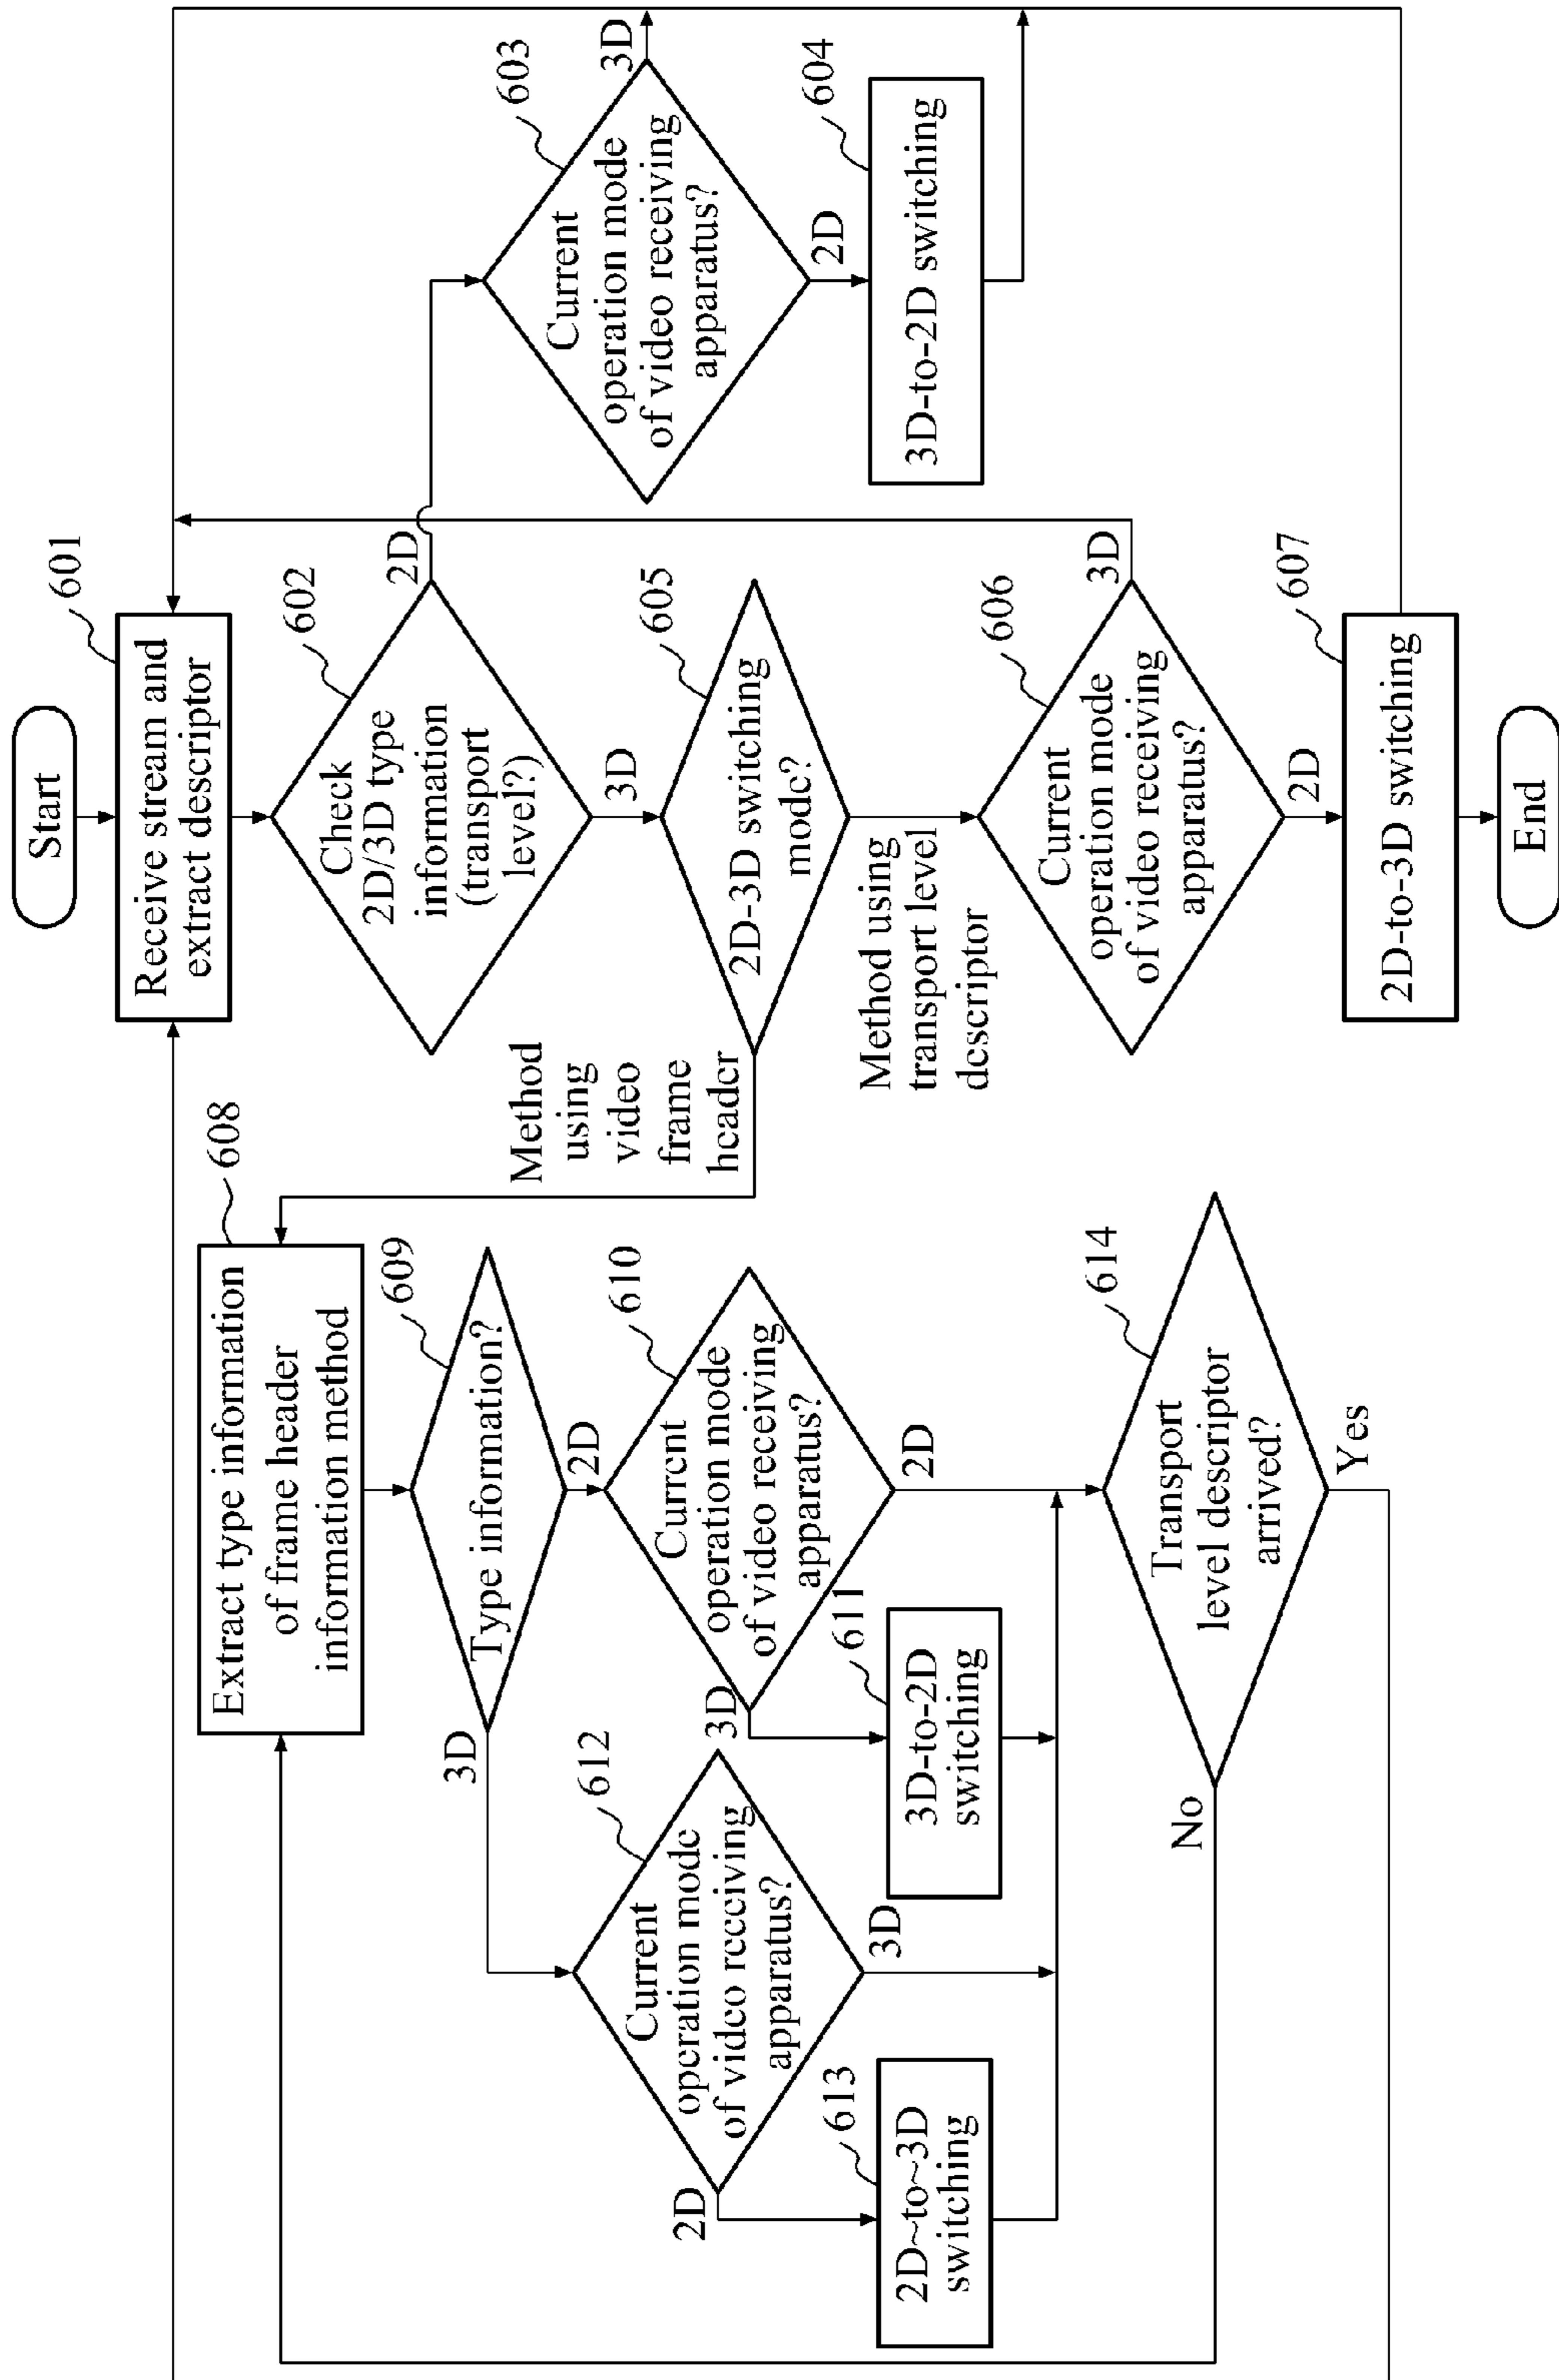 Start
601
Receive stream and
extract descriptor
602
Check
2D/3D type
information
(transport
level?)
2D
3D
603
Current
operation mode
of video receiving
apparatus?
3D
2D
604
3D-to-2D switching
605
2D-3D switching
mode?
Method
using
video
frame
header
Method using
transport level
descriptor
606
Current
operation mode
of video receiving
apparatus?
3D
2D
607
2D-to-3D switching
End
608
Extract type information
of frame header
information method
609
Type information?
3D
2D
610
Current
operation mode
of video receiving
apparatus?
3D
2D
611
3D-to-2D
switching
612
Current
operation mode
of video receiving
apparatus?
2D
3D
613
2D~to~3D
switching
614
Transport
level descriptor
arrived?
No
Yes